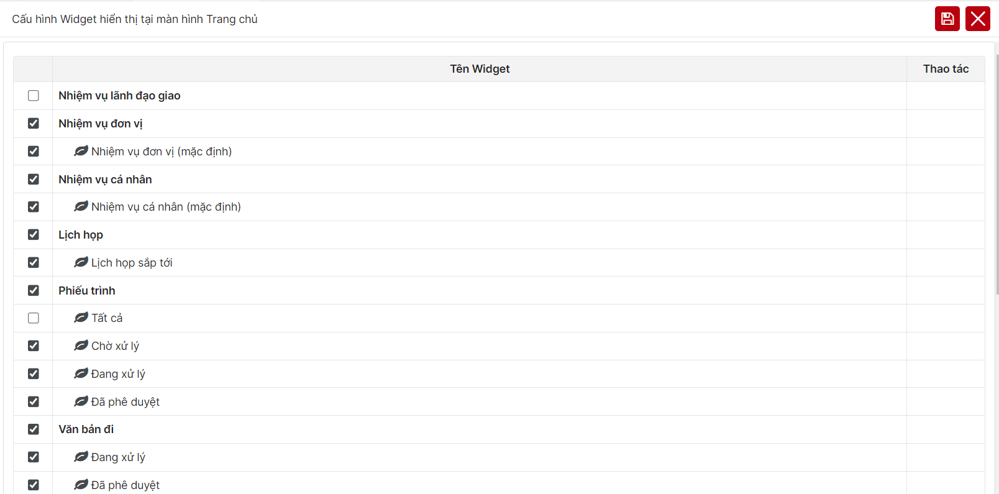 Cấu hình Widget hiển thị tại màn hình Trang chủ
Tên Widget
Thao tác
Nhiệm vụ lãnh đạo giao
Nhiệm vụ đơn vị
Nhiệm vụ đơn vị (mặc định)
Nhiệm vụ cá nhân
Nhiệm vụ cá nhân (mặc định)
Lịch họp
Lịch họp sắp tới
Phiếu trình
Tất cả
Chờ xử lý
Đang xử lý
Đã phê duyệt
Văn bản đi
Đang xử lý
Đã phê duyệt